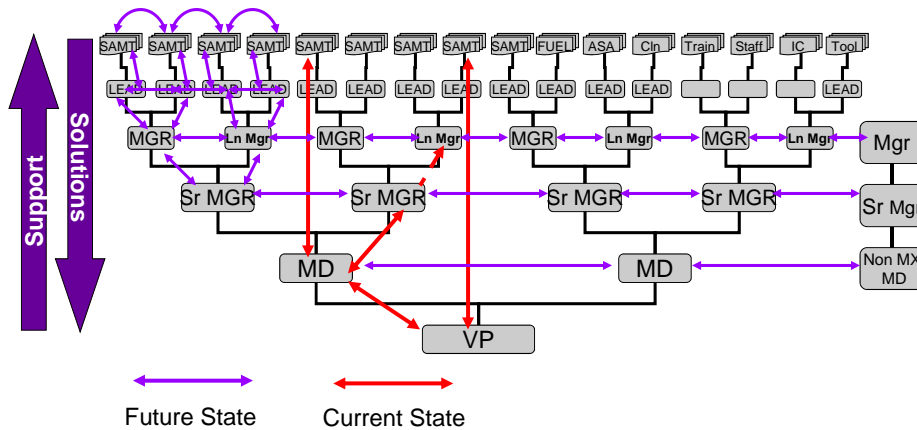 SAMT SAMT SAMT SAMT SAMT SAMT SAMT SAMT SAMT FUEL ASA Cln Train Staff IC Tool
LEAD LEAD LEAD LEAD LEAD LEAD LEAD LEAD LEAD LEAD LEAD LEAD LEAD
MGR Ln Mgr MGR Ln Mgr MGR Ln Mgr MGR Ln Mgr Mgr
Sr MGR Sr MGR Sr MGR Sr MGR Sr Mgr
MD MD Non MX
MD
VP
Support
Solutions
Future State Current State